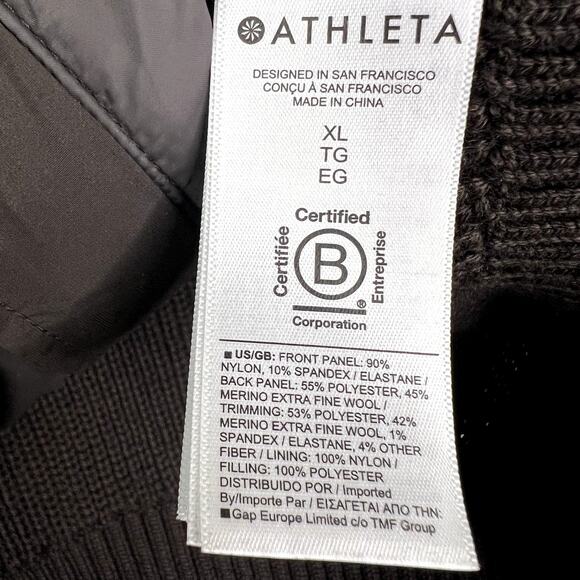 ATHLETA
DESIGNED IN SAN FRANCISCO
CONÇU À SAN FRANCISCO
MADE IN CHINA
XL
TG
EG
Certified
Certifiée
B
Entreprise
®
Corporation
■ US/GB: FRONT PANEL: 90%
NYLON, 10% SPANDEX / ELASTANE /
BACK PANEL: 55% POLYESTER, 45%
MERINO EXTRA FINE WOOL /
TRIMMING: 53% POLYESTER, 42%
MERINO EXTRA FINE WOOL, 1%
SPANDEX / ELASTANE, 4% OTHER
FIBER / LINING: 100% NYLON /
FILLING: 100% POLYESTER
DISTRIBUIDO POR / Imported
By/Importe Par / ΕΙΣΑΓΕΤΑΙ ΑΠΟ ΤΗΝ:
■ Gap Europe Limited c/o TMF Group